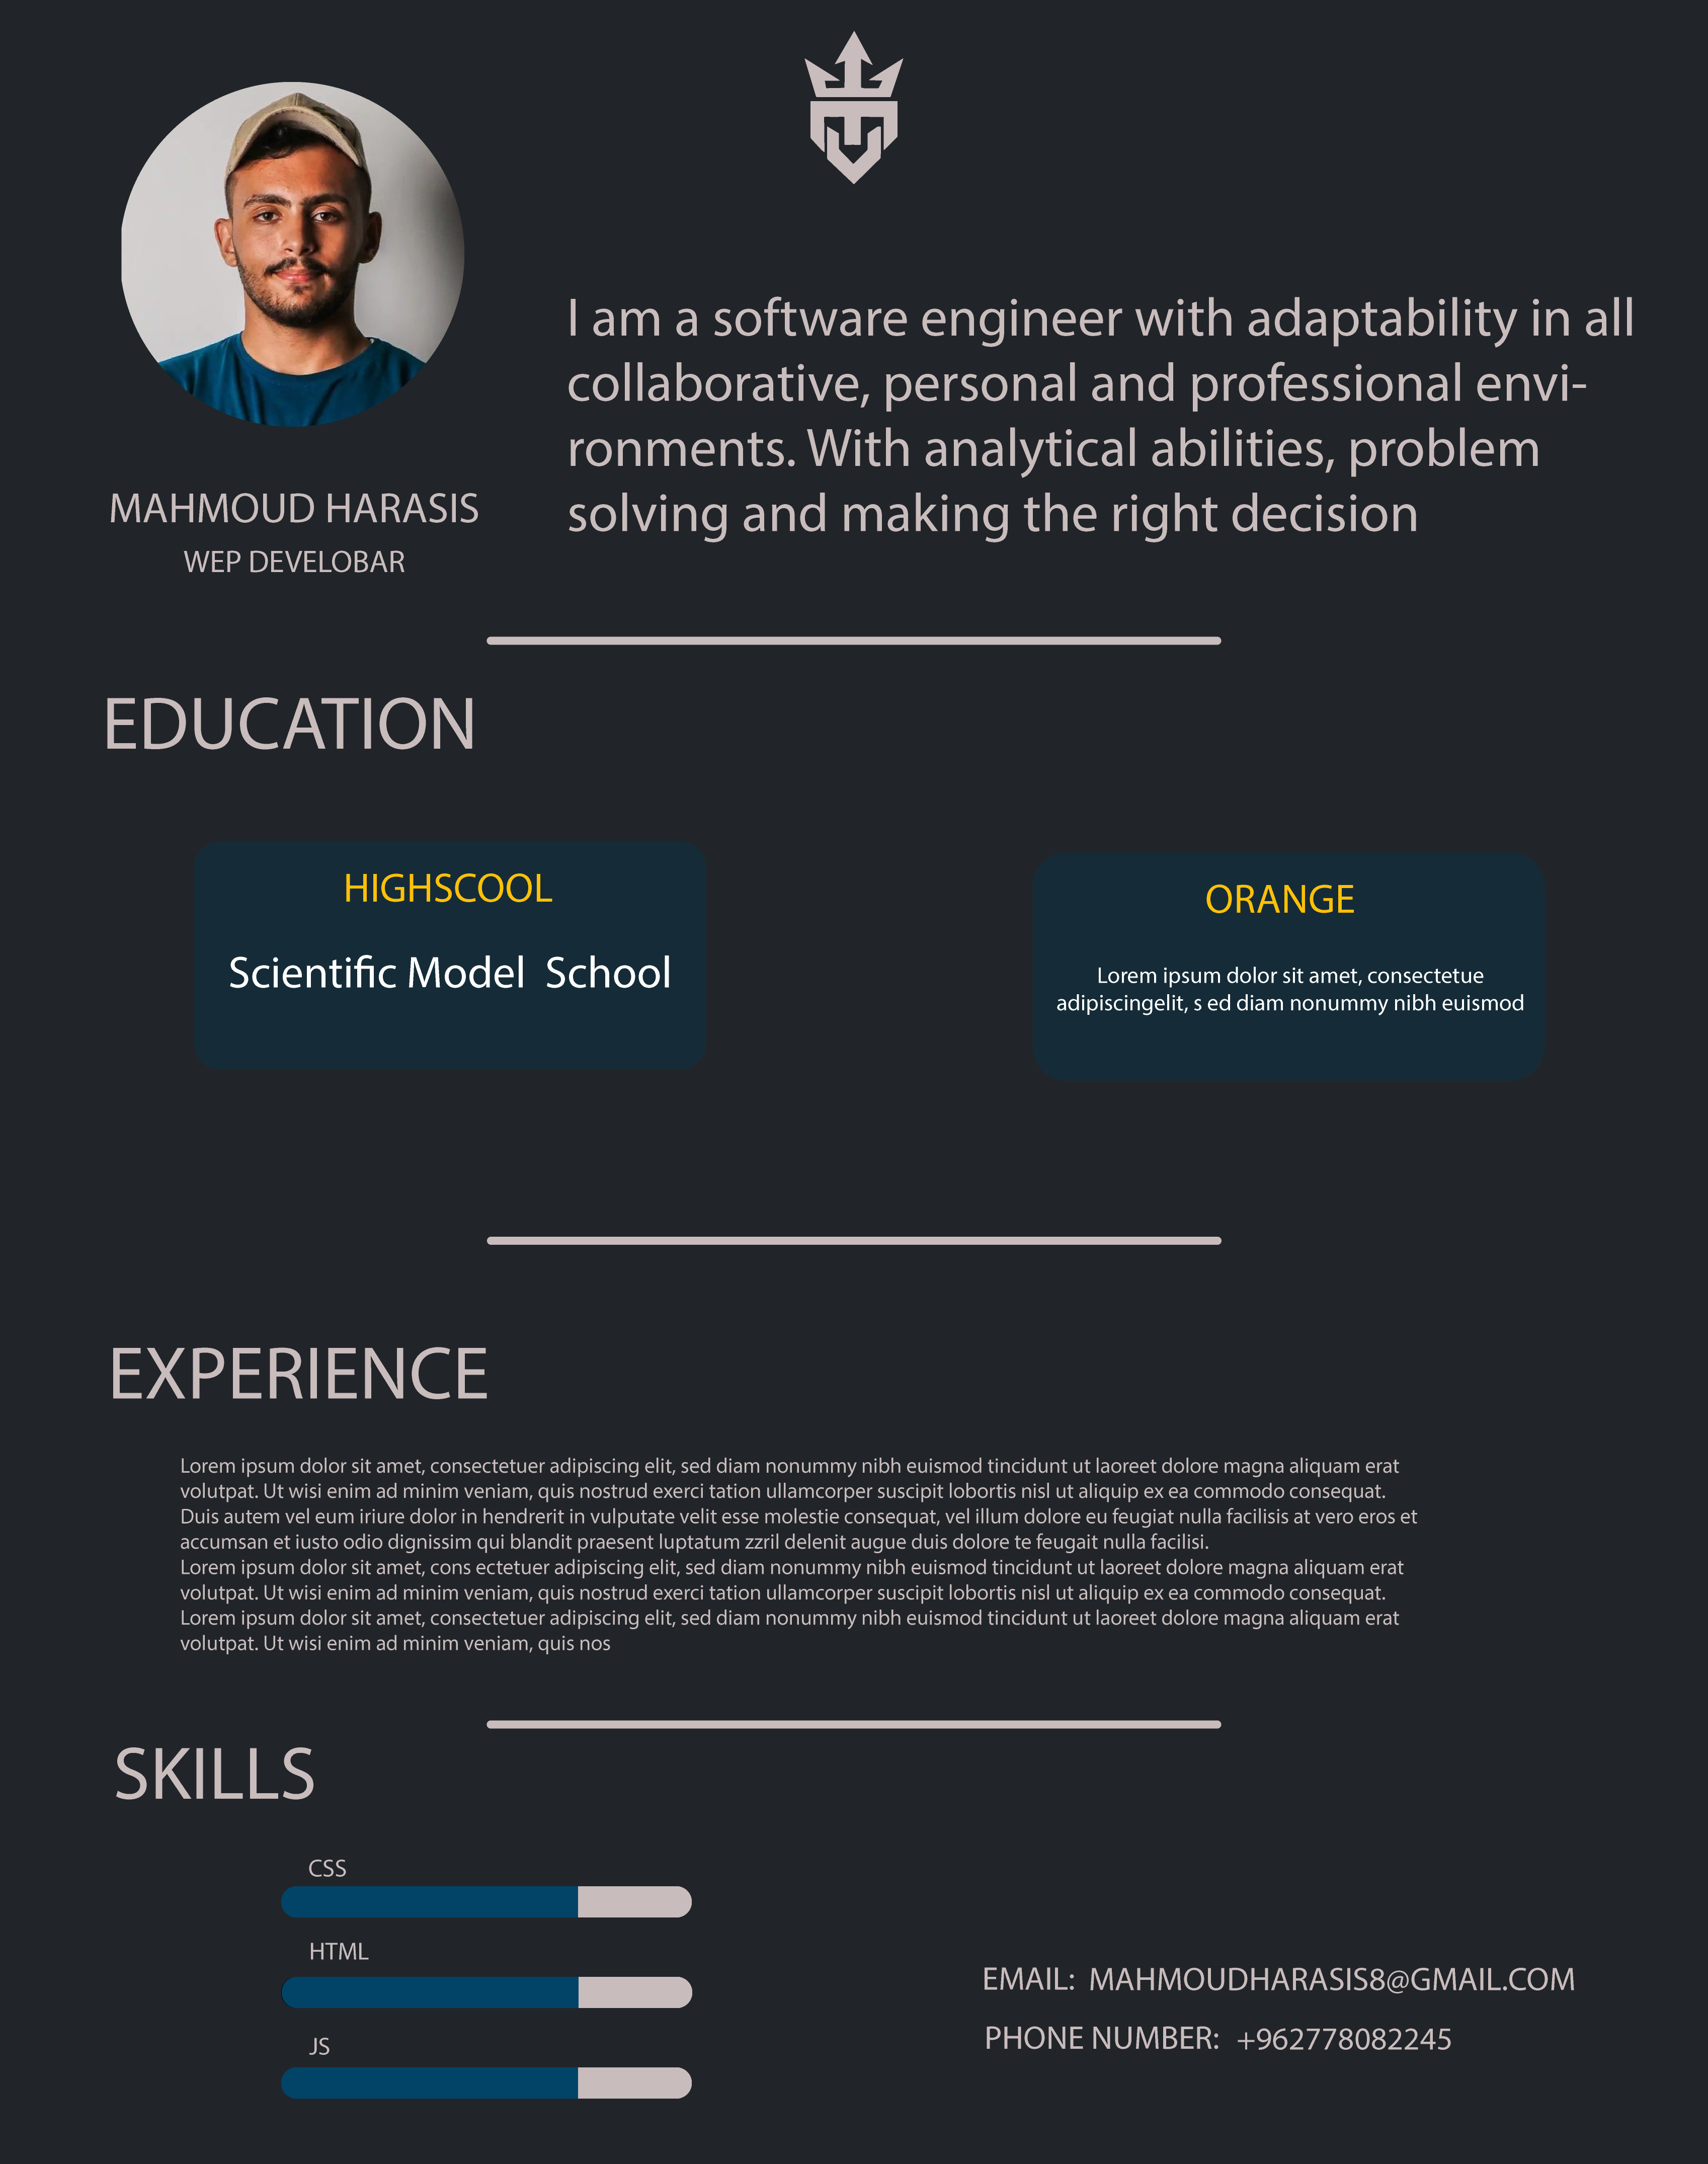 MAHMOUD HARASIS
WEP DEVELOBAR
I am a software engineer with adaptability in all
collaborative, personal and professional envi-
ronments. With analytical abilities, problem
solving and making the right decision
EDUCATION
HIGHSCOOL
Scientific Model  School
ORANGE
Lorem ipsum dolor sit amet, consectetue
adipiscingelit, s ed diam nonummy nibh euismod
EXPERIENCE
Lorem ipsum dolor sit amet, consectetuer adipiscing elit, sed diam nonummy nibh euismod tincidunt ut laoreet dolore magna aliquam erat
volutpat. Ut wisi enim ad minim veniam, quis nostrud exerci tation ullamcorper suscipit lobortis nisl ut aliquip ex ea commodo consequat.
Duis autem vel eum iriure dolor in hendrerit in vulputate velit esse molestie consequat, vel illum dolore eu feugiat nulla facilisis at vero eros et
accumsan et iusto odio dignissim qui blandit praesent luptatum zzril delenit augue duis dolore te feugait nulla facilisi.
Lorem ipsum dolor sit amet, cons ectetuer adipiscing elit, sed diam nonummy nibh euismod tincidunt ut laoreet dolore magna aliquam erat
volutpat. Ut wisi enim ad minim veniam, quis nostrud exerci tation ullamcorper suscipit lobortis nisl ut aliquip ex ea commodo consequat.
Lorem ipsum dolor sit amet, consectetuer adipiscing elit, sed diam nonummy nibh euismod tincidunt ut laoreet dolore magna aliquam erat
volutpat. Ut wisi enim ad minim veniam, quis nos
SKILLS
CSS
HTML
JS
EMAIL:  MAHMOUDHARASIS8@GMAIL.COM
PHONE NUMBER:  +962778082245